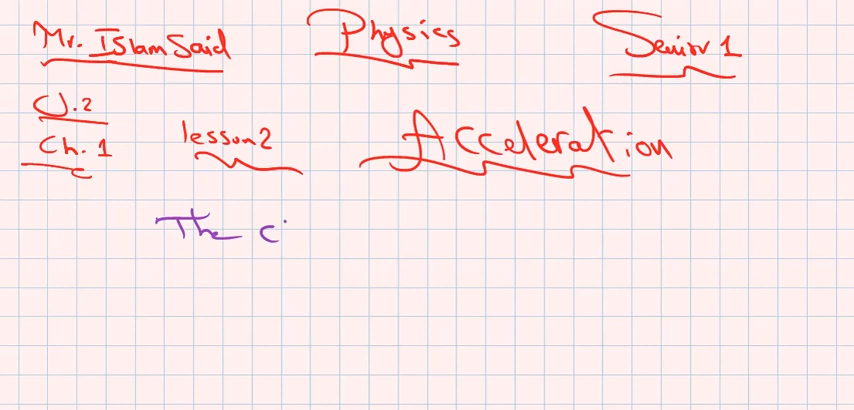 Mr. Islam Said Physics Senior 1
U.2
Ch. 1 lesson 2 Acceleration
The c